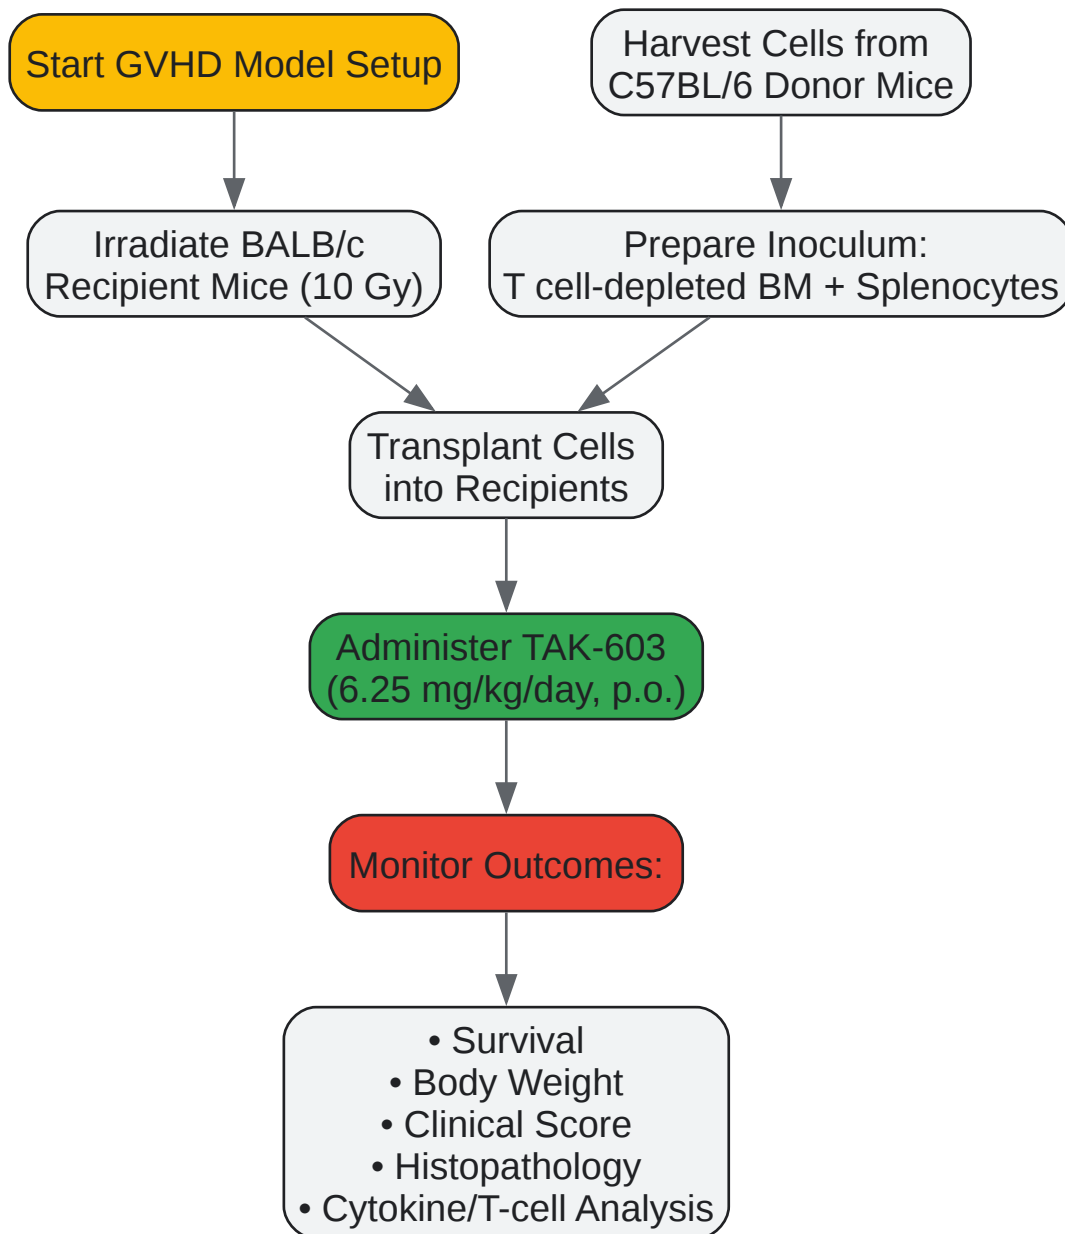 Start GVHD Model Setup
Harvest Cells from
C57BL/6 Donor Mice
Irradiate BALB/c
Recipient Mice (10 Gy)
Prepare Inoculum:
T cell-depleted BM + Splenocytes
Transplant Cells
into Recipients
Administer TAK-603
(6.25 mg/kg/day, p.o.)
Monitor Outcomes:
• Survival
• Body Weight
• Clinical Score
• Histopathology
• Cytokine/T-cell Analysis